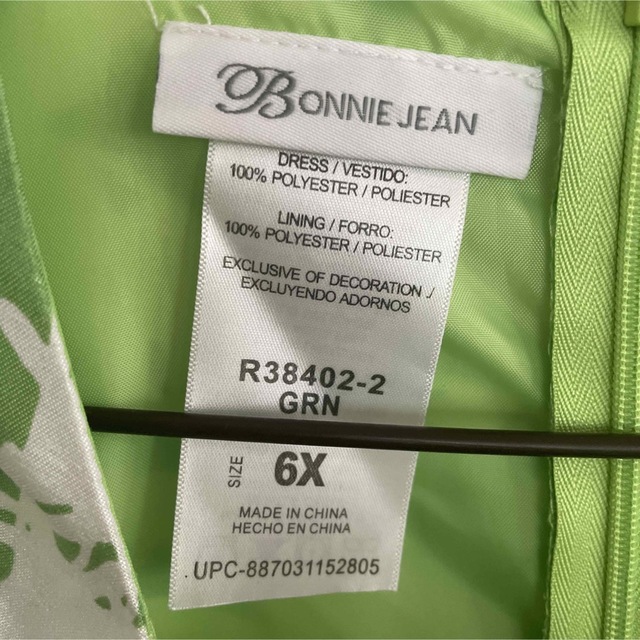 BONNIE JEAN
DRESS / VESTIDO:
100% POLYESTER / POLIESTER
LINING / FORRO:
100% POLYESTER / POLIESTER
EXCLUSIVE OF DECORATION ./
EXCLUYENDO ADORNOS
R38402-2
GRN
SIZE 6X
MADE IN CHINA
HECHO EN CHINA
UPC-887031152805